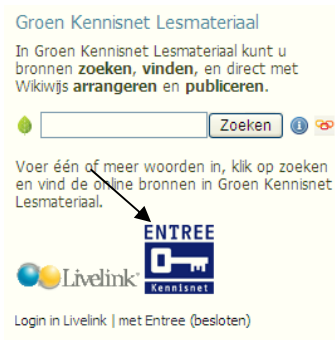 Groen Kennisnet Lesmateriaal
In Groen Kennisnet Lesmateriaal kunt u
bronnen zoeken, vinden, en direct met
Wikiwijs arrangeren en publiceren.
Zoeken
Voer één of meer woorden in, klik op zoeken
en vind de online bronnen in Groen Kennisnet
Lesmateriaal.
ENTREE
Livelink
Kennisnet
Login in Livelink | met Entree (besloten)